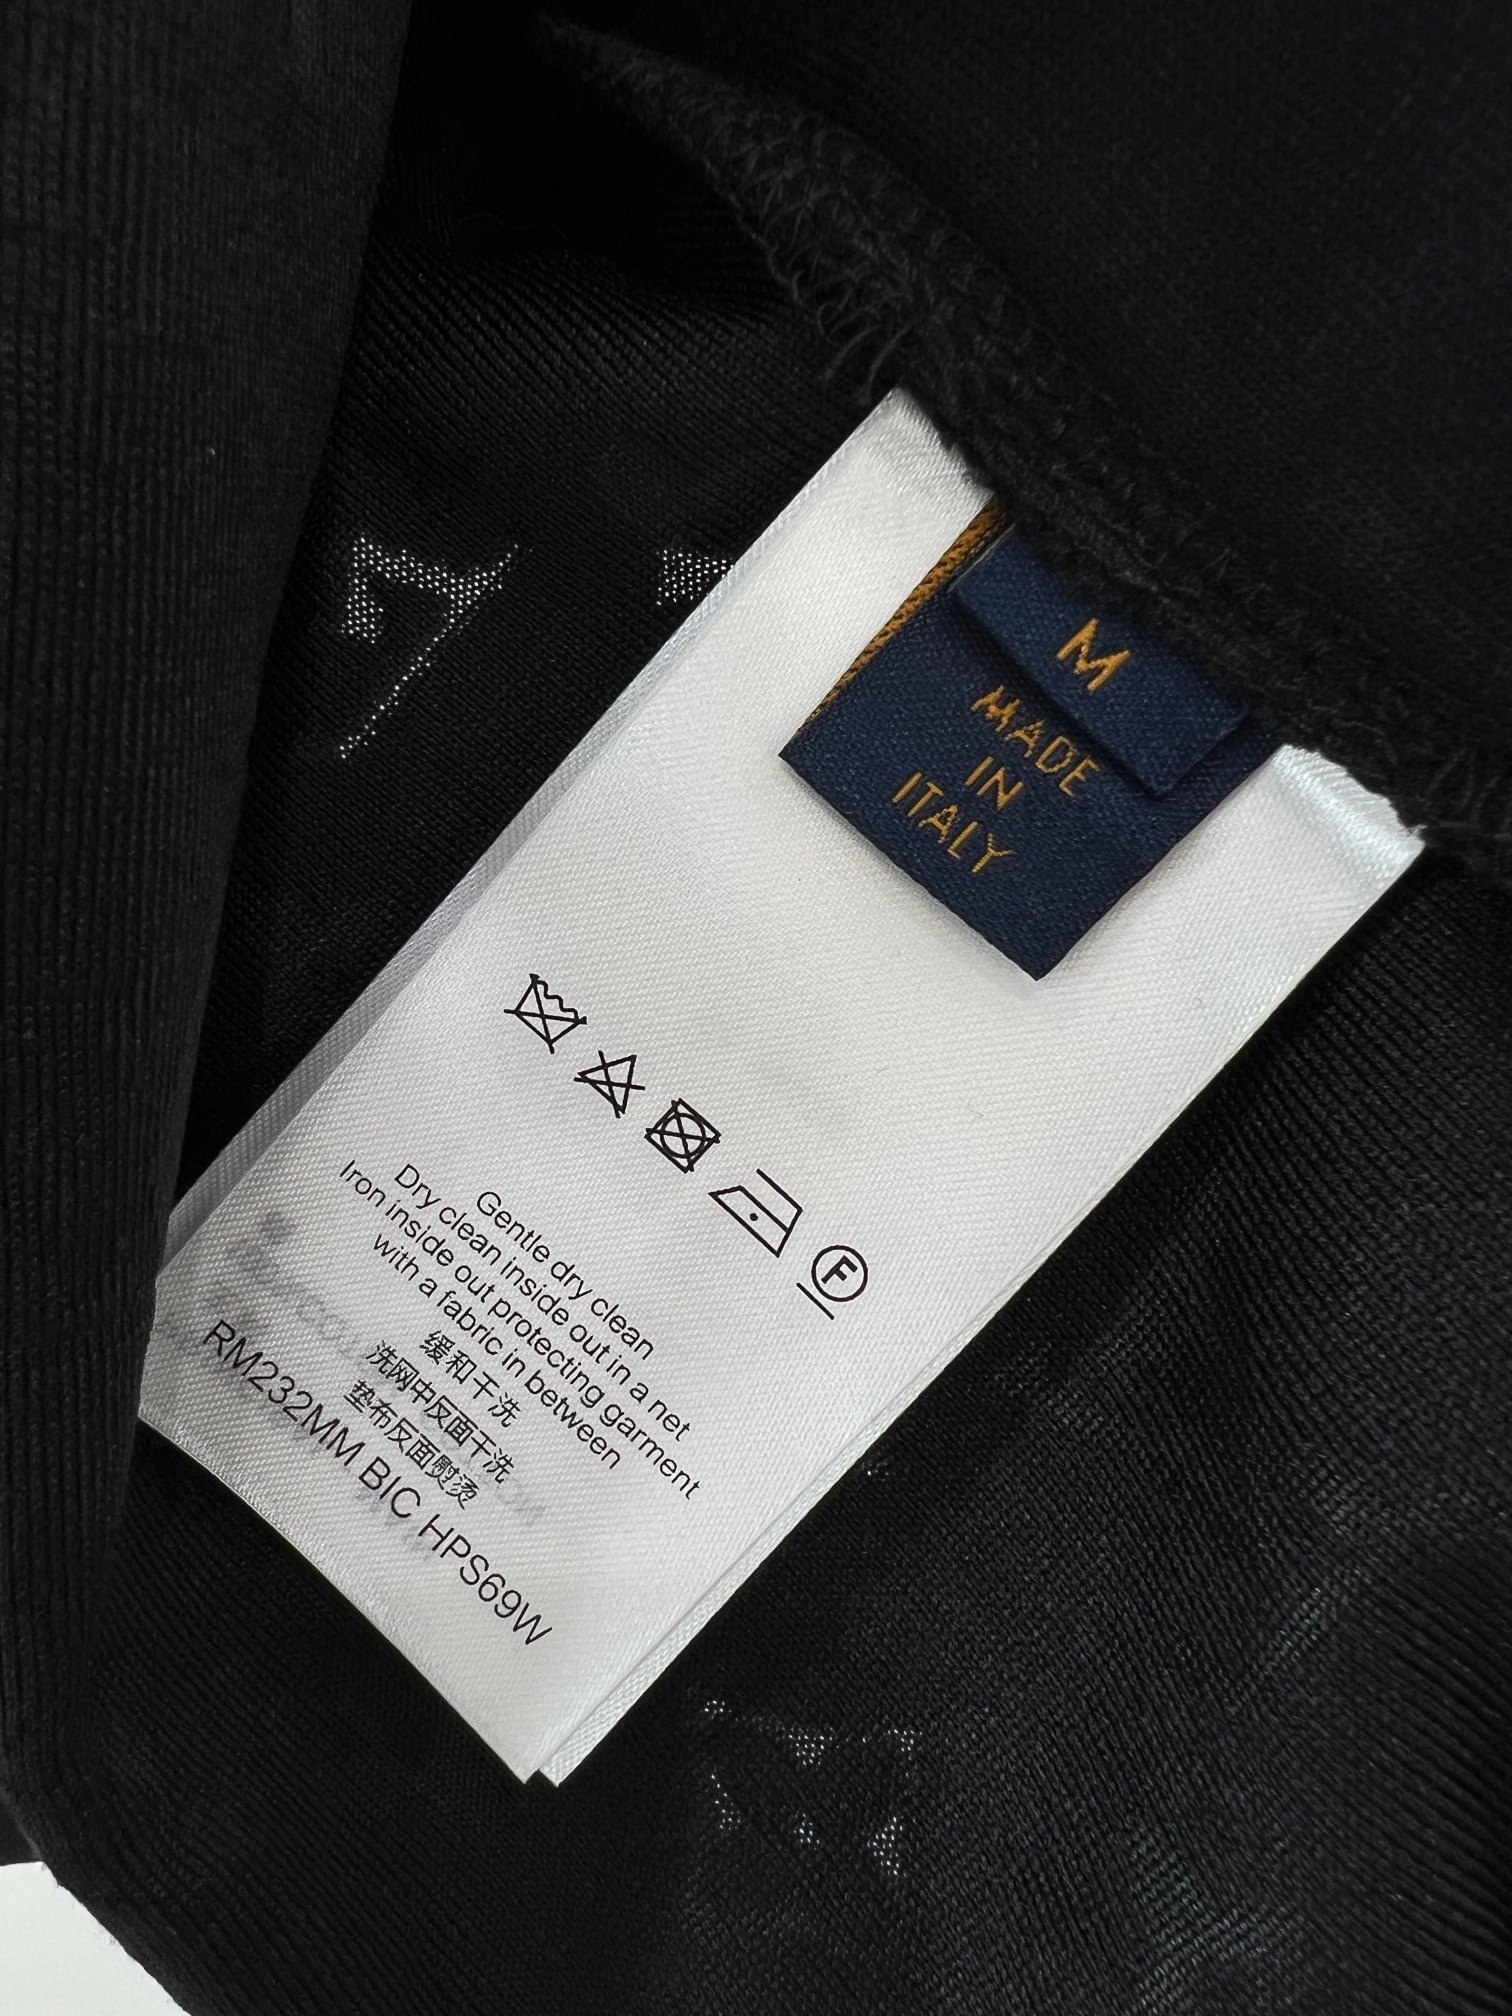 M
MADE
IN
ITALY
F
Gentle dry clean
Dry clean inside out in a net
Iron inside out protecting garment
with a fabric in between
缓和干洗
洗网中反面干洗
垫布反面熨烫
RM232MM BIC HPS69W